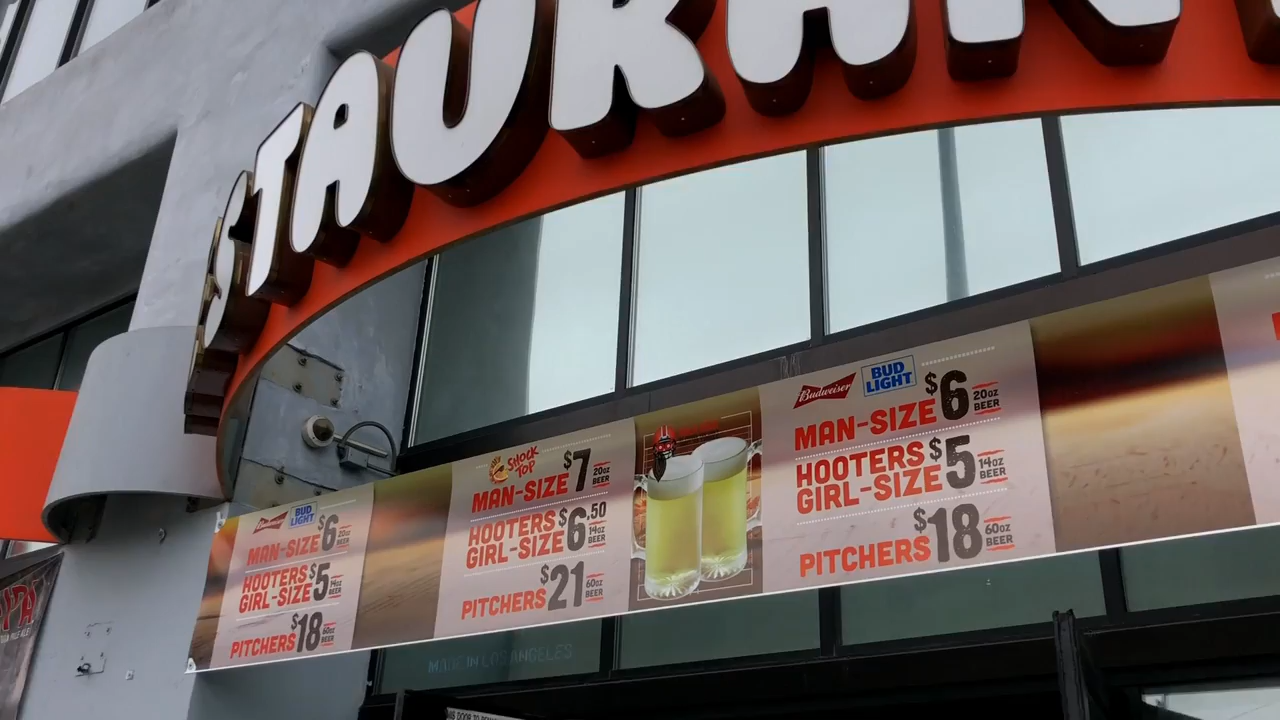 STAURANT
Budweiser
BUD
LIGHT
MAN-SIZE $6 20oz BEER
HOOTERS
GIRL-SIZE $5 14oz BEER
PITCHERS $18 60oz BEER
SHOCK
TOP
MAN-SIZE $7 20oz BEER
HOOTERS
GIRL-SIZE $6.50 14oz BEER
PITCHERS $21 60oz BEER
Budweiser
BUD
LIGHT
MAN-SIZE $6 20oz BEER
HOOTERS
GIRL-SIZE $5 14oz BEER
PITCHERS $18 60oz BEER
IPA
MADE IN LOS ANGELES